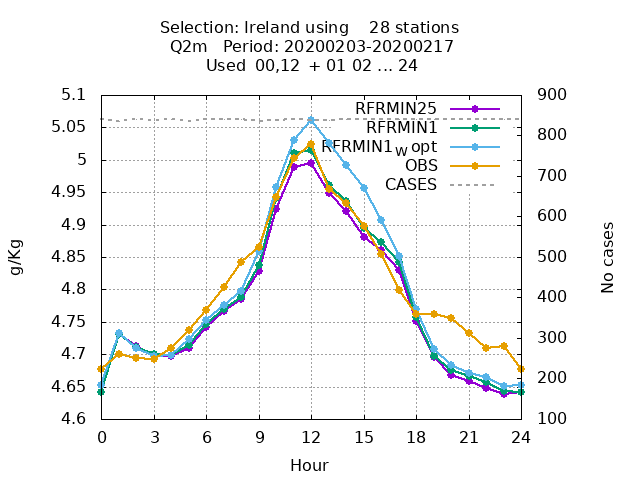 Selection: Ireland using    28 stations
Q2m   Period: 20200203-20200217
Used  00,12  + 01 02 ... 24
5.1
5.05
5
4.95
4.9
4.85
4.8
4.75
4.7
4.65
4.6
g/Kg
RFRMIN25
RFRMIN1
RFRMIN1w opt
OBS
CASES
900
800
700
600
500
400
300
200
100
No cases
0 3 6 9 12 15 18 21 24
Hour